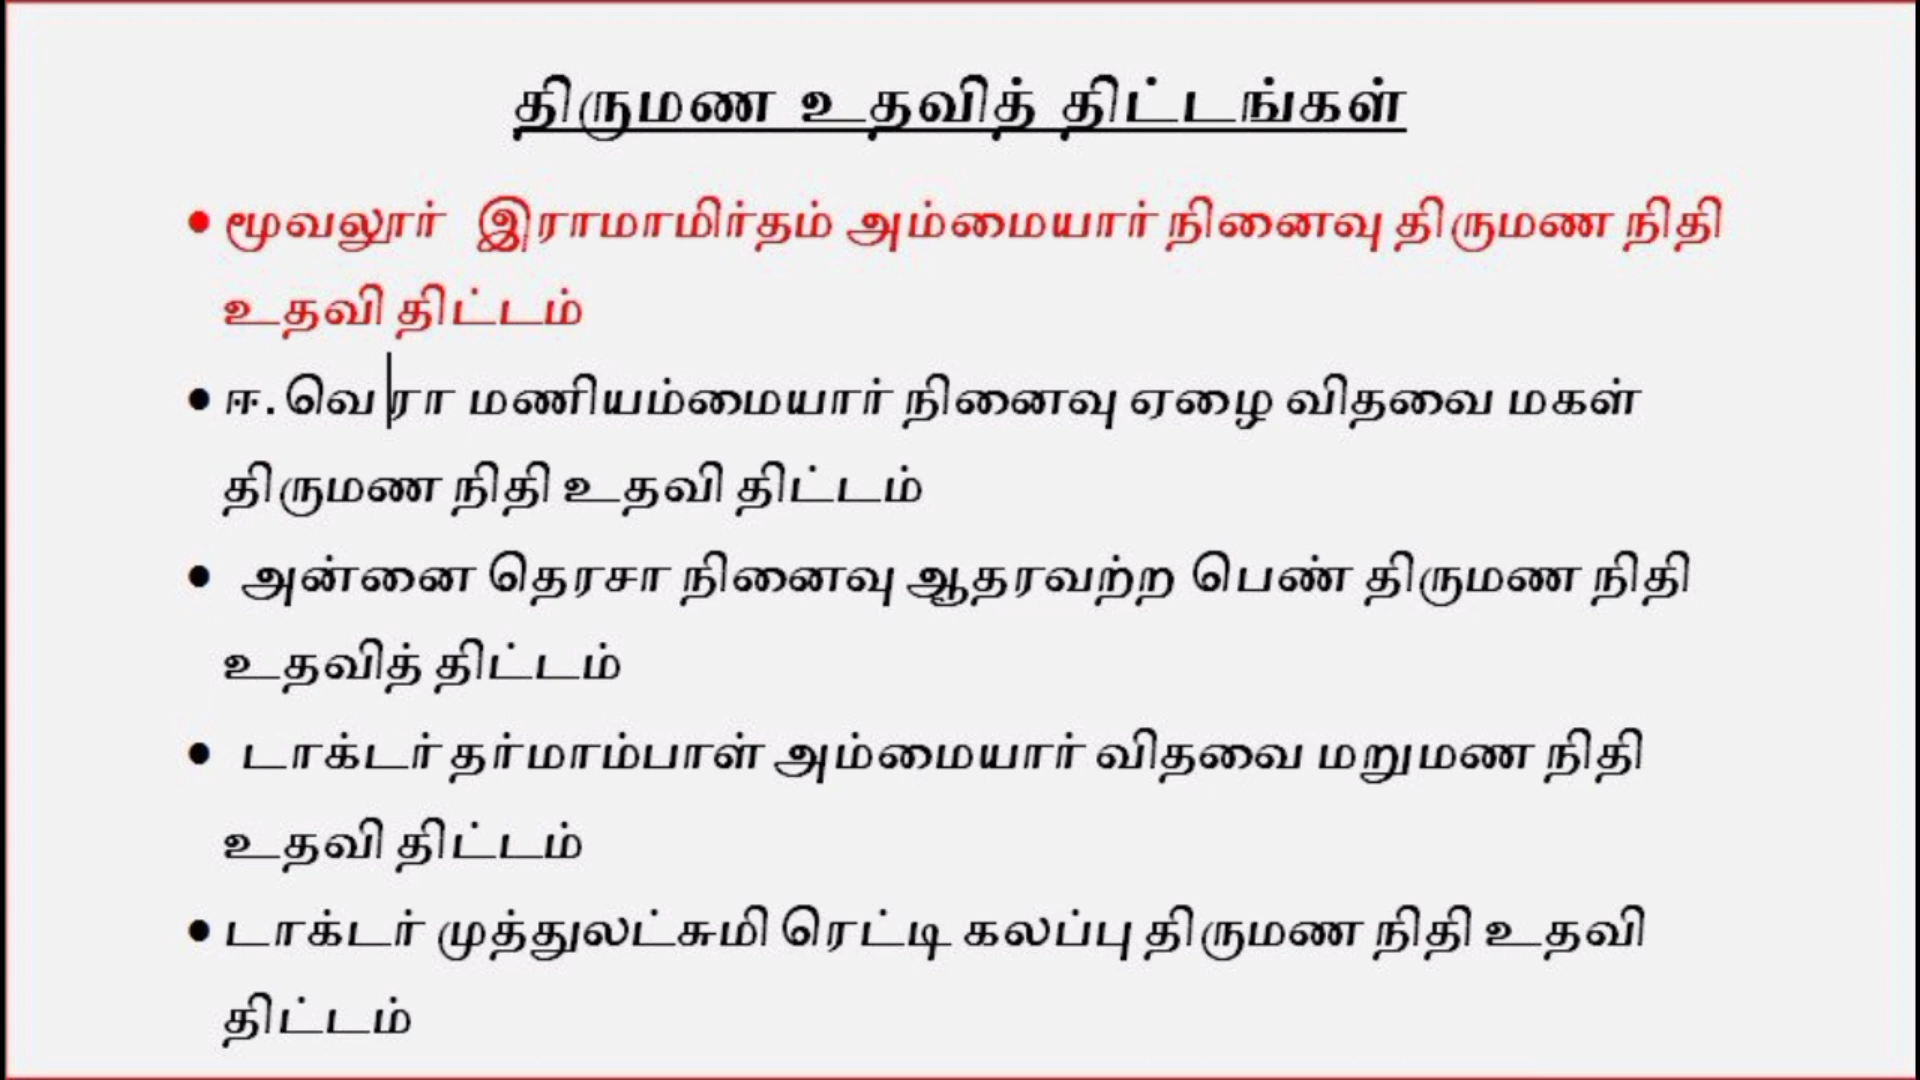 திருமண உதவித் திட்டங்கள்
• மூவலூர் இராமாமிர்தம் அம்மையார் நினைவு திருமண நிதி
உதவி திட்டம்
• ஈ.வெ ரா மணியம்மையார் நினைவு ஏழை விதவை மகள்
திருமண நிதி உதவி திட்டம்
• அன்னை தெரசா நினைவு ஆதரவற்ற பெண் திருமண நிதி
உதவித் திட்டம்
• டாக்டர் தர்மாம்பாள் அம்மையார் விதவை மறுமண நிதி
உதவி திட்டம்
• டாக்டர் முத்துலட்சுமி ரெட்டி கலப்பு திருமண நிதி உதவி
திட்டம்